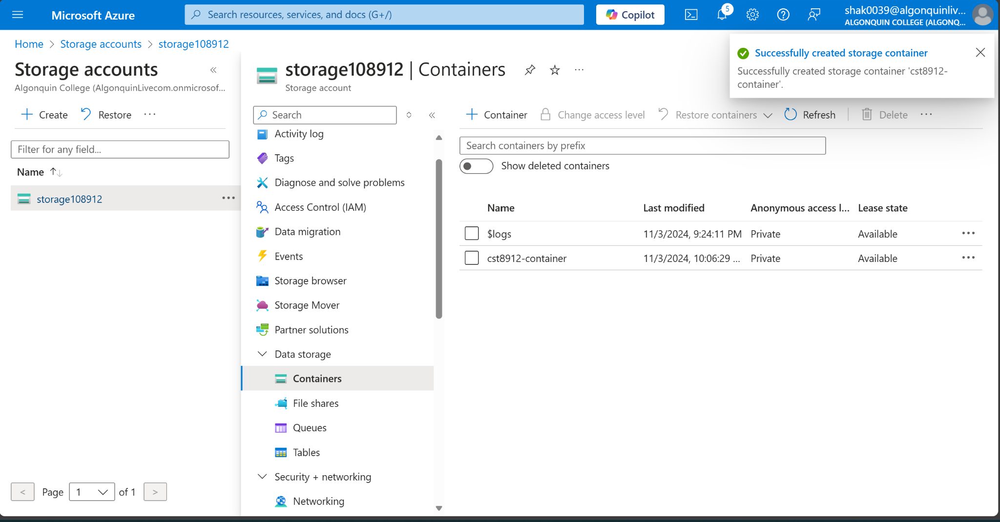 Microsoft Azure
Search resources, services, and docs (G+/)
Copilot
5
shak0039@algonquinliv...
ALGONQUIN COLLEGE (ALGONQ...
Home > Storage accounts > storage108912
Successfully created storage container
Successfully created storage container 'cst8912-
container'.
Storage accounts
Algonquin College (AlgonquinLivecom.onmicrosof...
Create
Restore
Filter for any field...
Name
storage108912
< Page 1 of 1 >
storage108912 | Containers
Storage account
Search
Activity log
Tags
Diagnose and solve problems
Access Control (IAM)
Data migration
Events
Storage browser
Storage Mover
Partner solutions
Data storage
Containers
File shares
Queues
Tables
Security + networking
Networking
Container
Change access level
Restore containers
Refresh
Delete
Search containers by prefix
Show deleted containers
Name Last modified Anonymous access l... Lease state
$logs 11/3/2024, 9:24:11 PM Private Available
cst8912-container 11/3/2024, 10:06:29 ... Private Available